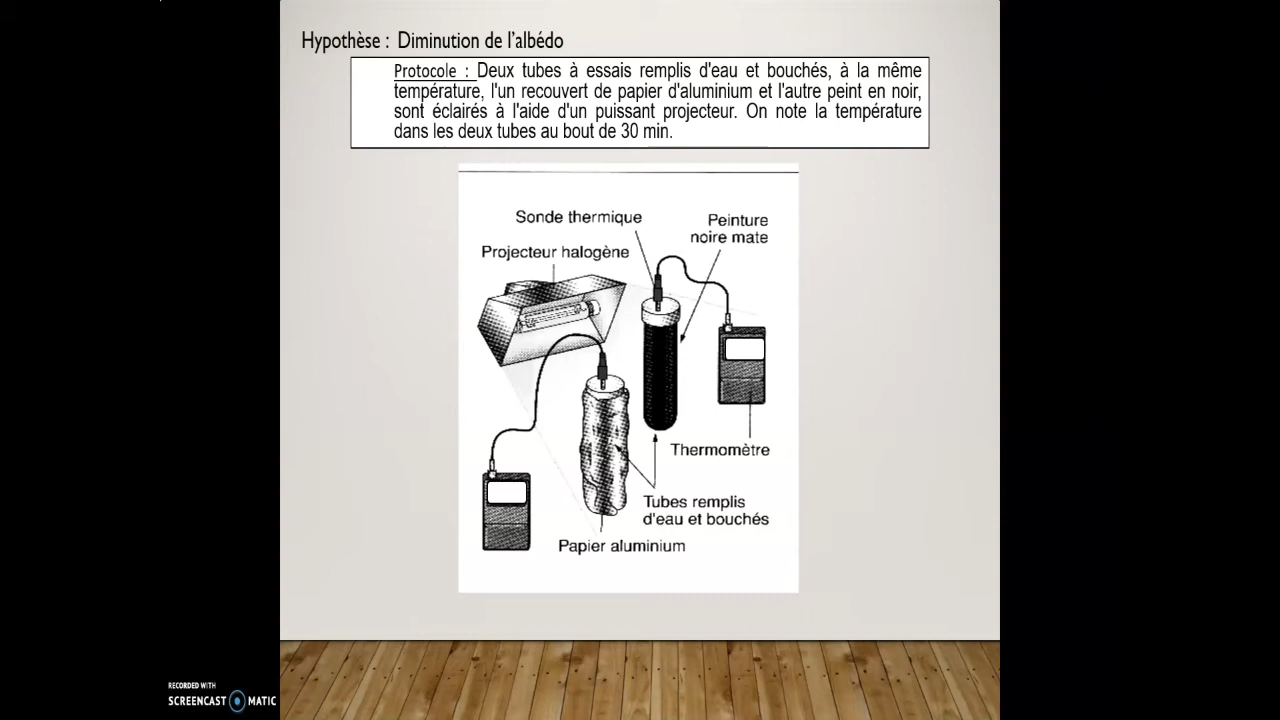 Hypothèse : Diminution de l'albédo
Protocole : Deux tubes à essais remplis d'eau et bouchés, à la même
température, l'un recouvert de papier d'aluminium et l'autre peint en noir,
sont éclairés à l'aide d'un puissant projecteur. On note la température
dans les deux tubes au bout de 30 min.
Sonde thermique
Peinture
noire mate
Projecteur halogène
Thermomètre
Tubes remplis
d'eau et bouchés
Papier aluminium
RECORDED WITH
SCREENCAST MATIC